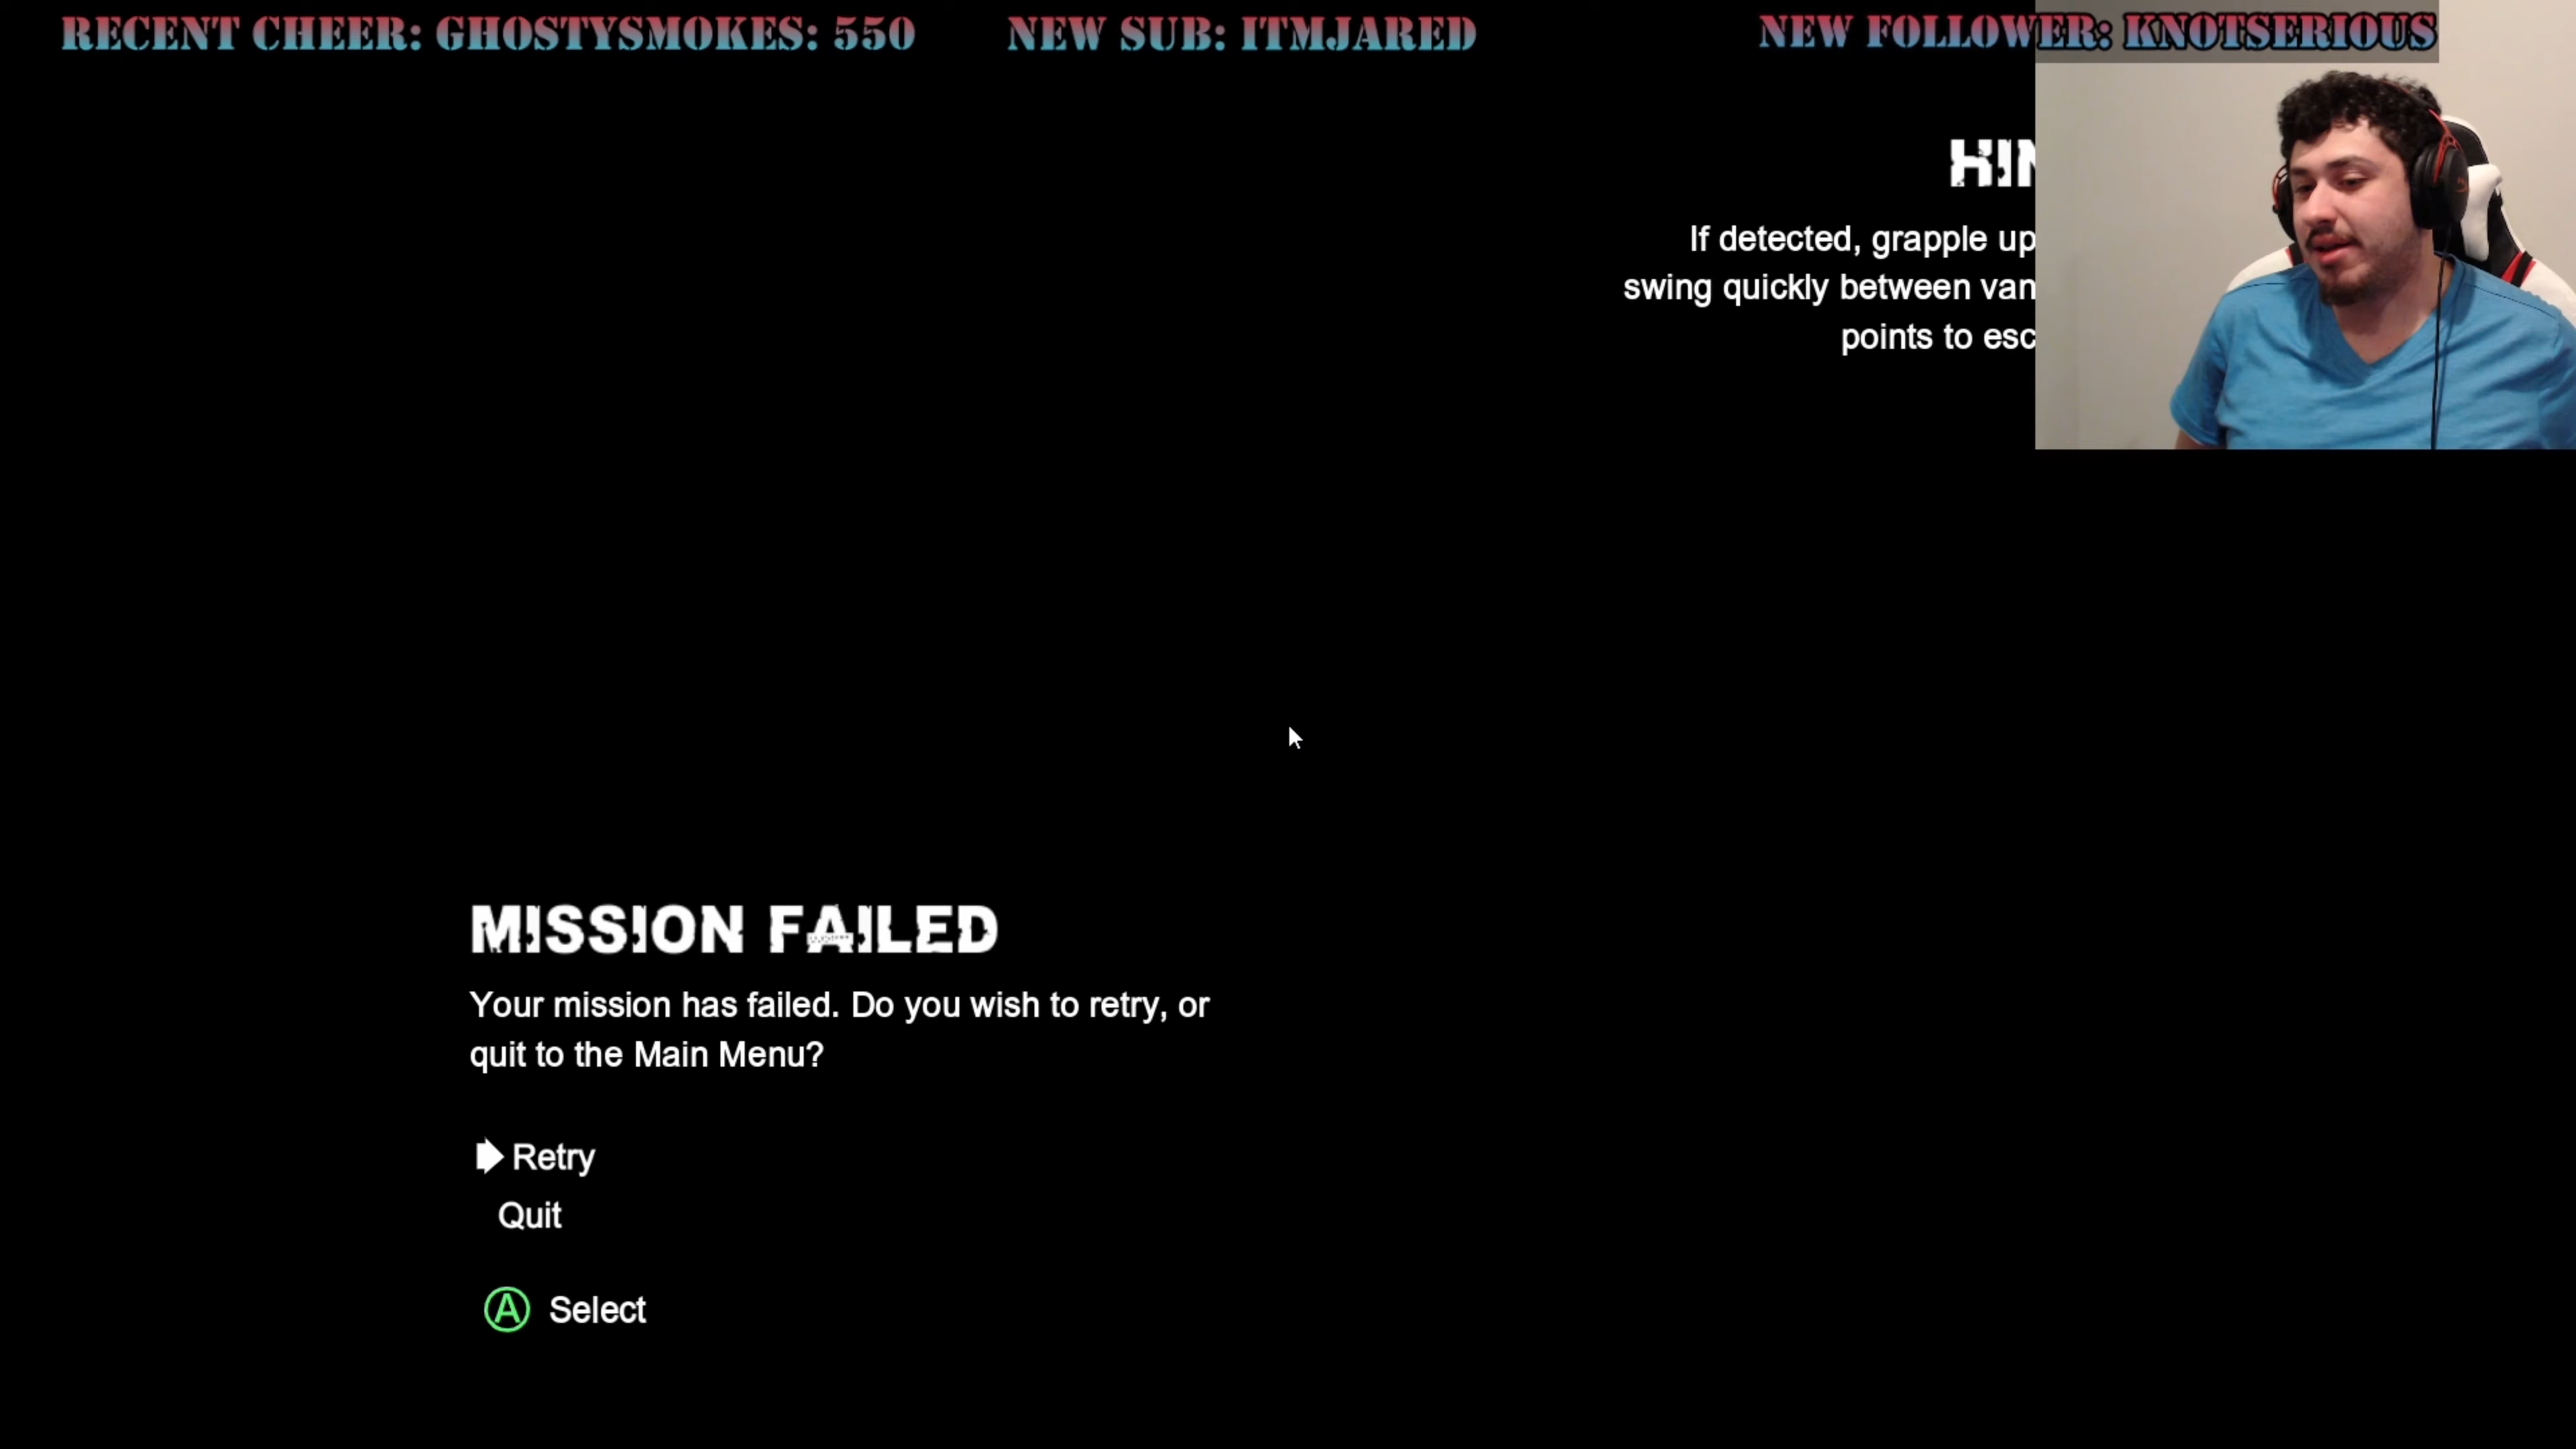 RECENT CHEER: GHOSTYSMOKES: 550
NEW SUB: ITMJARED
NEW FOLLOWER: KNOTSERIOUS
If detected, grapple up
swing quickly between
points to
MISSION FAILED
Your mission has failed. Do you wish to retry, or
quit to the Main Menu?
Retry
Quit
A Select